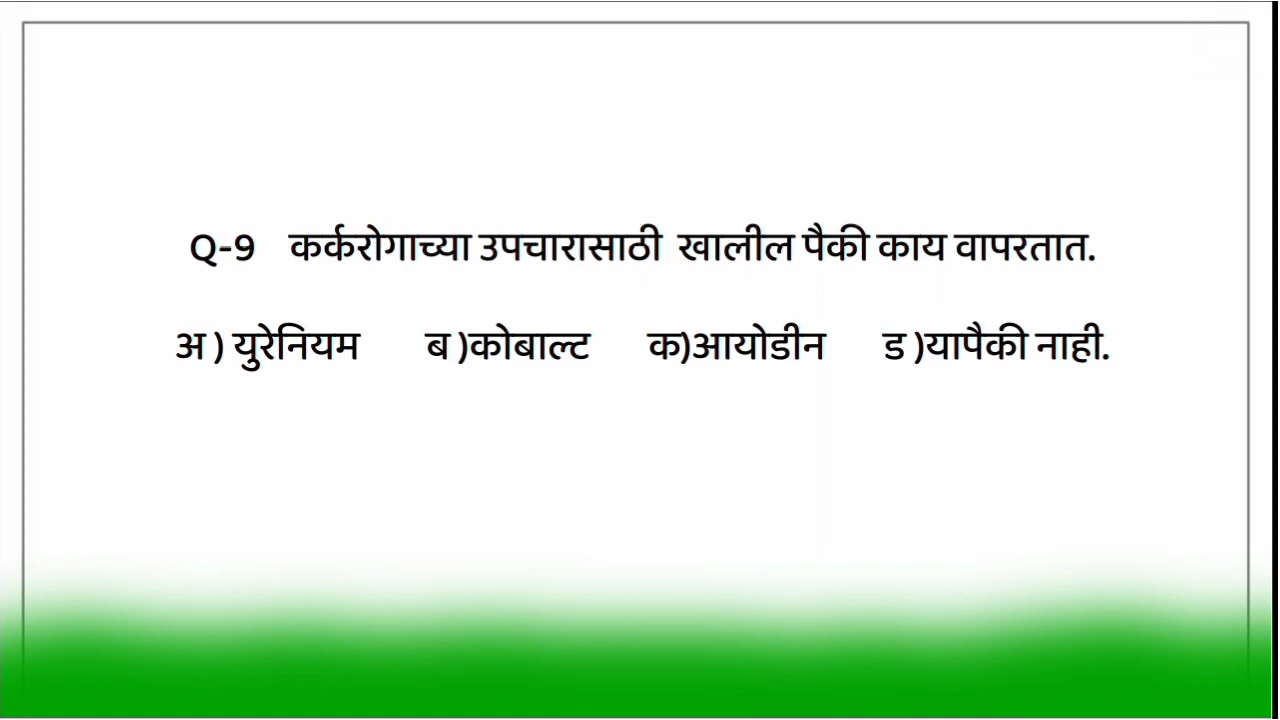 Q-9 कर्करोगाच्या उपचारासाठी खालील पैकी काय वापरतात.
अ ) युरेनियम ब )कोबाल्ट क)आयोडीन ड )यापैकी नाही.